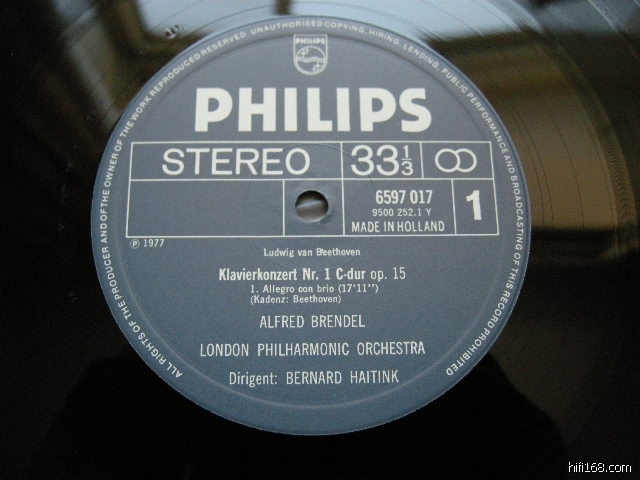 ALL RIGHTS OF THE PRODUCER AND OF THE OWNER OF THE WORK REPRODUCED RESERVED. UNAUTHORISED COPYING, HIRING, LENDING, PUBLIC PERFORMANCE AND BROADCASTING OF THIS RECORD PROHIBITED
PHILIPS
PHILIPS
STEREO 33 1/3
6597 017
9500 252.1 Y
MADE IN HOLLAND
1
Ⓟ 1977
Ludwig van Beethoven
Klavierkonzert Nr. 1 C-dur op. 15
1. Allegro con brio (17'11'')
(Kadenz: Beethoven)
ALFRED BRENDEL
LONDON PHILHARMONIC ORCHESTRA
Dirigent: BERNARD HAITINK
hifi168.com